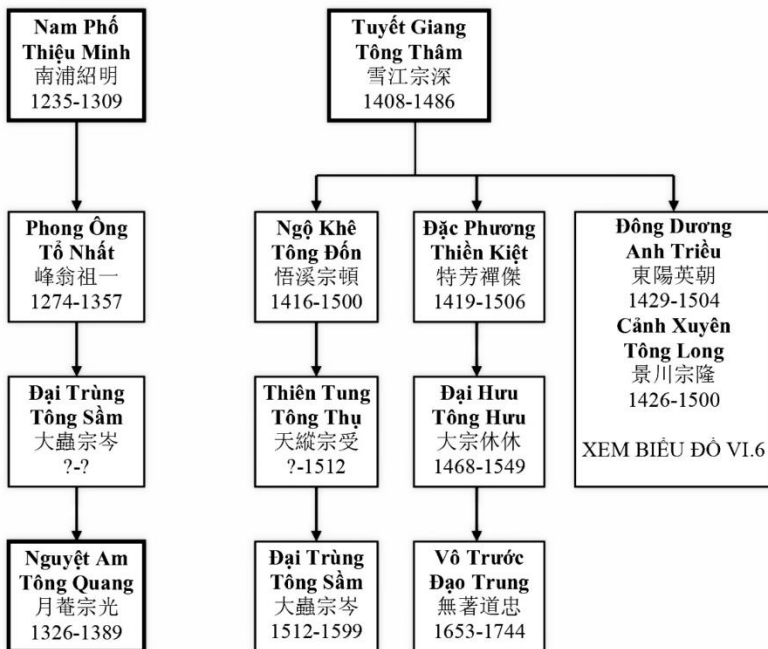 Nam Phố
Thiệu Minh
南浦紹明
1235-1309
Tuyết Giang
Tông Thâm
雪江宗深
1408-1486
Phong Ông
Tổ Nhất
峰翁祖一
1274-1357
Ngộ Khê
Tông Đốn
悟溪宗頓
1416-1500
Đặc Phương
Thiền Kiệt
特芳禪傑
1419-1506
Đông Dương
Anh Triều
東陽英朝
1429-1504
Cảnh Xuyên
Tông Long
景川宗隆
1426-1500
XEM BIỂU ĐỒ VI.6
Đại Trùng
Tông Sầm
大蟲宗岑
?-?
Thiên Tung
Tông Thụ
天縱宗受
?-1512
Đại Hưu
Tông Hưu
大宗休休
1468-1549
Nguyệt Am
Tông Quang
月菴宗光
1326-1389
Đại Trùng
Tông Sầm
大蟲宗岑
1512-1599
Vô Trước
Đạo Trung
無著道忠
1653-1744